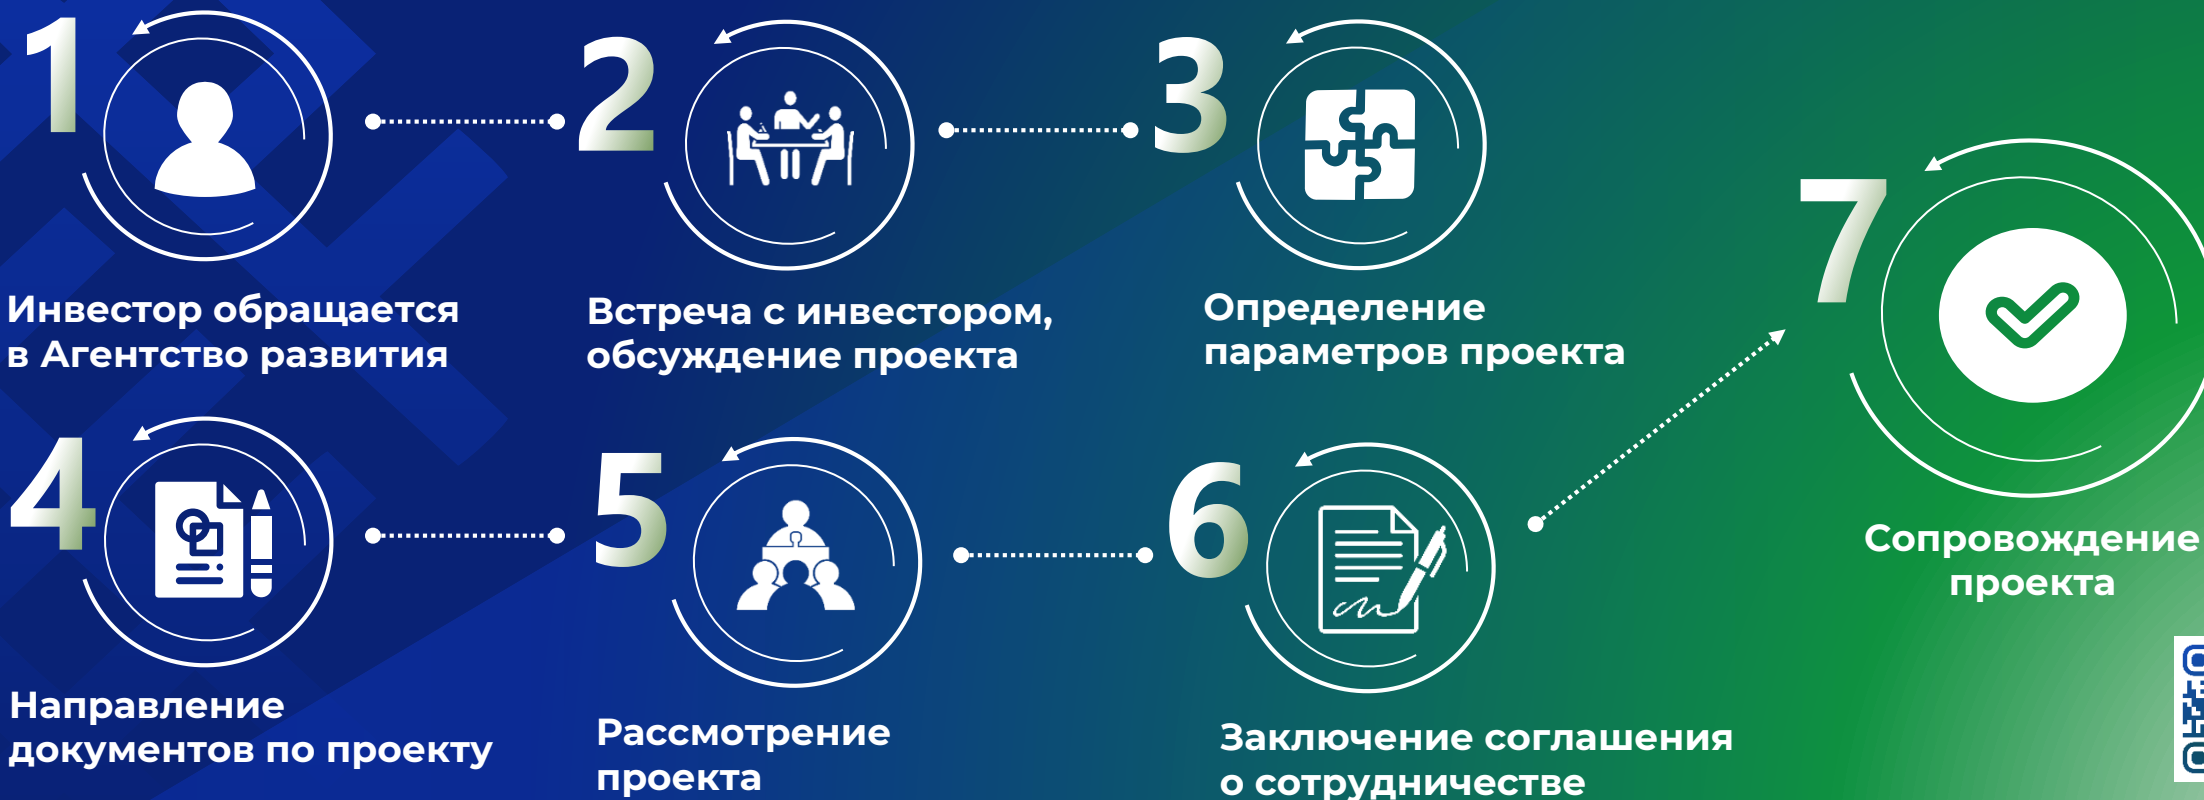 1
Инвестор обращается
в Агентство развития
2
Встреча с инвестором,
обсуждение проекта
3
Определение
параметров проекта
4
Направление
документов по проекту
5
Рассмотрение
проекта
6
Заключение соглашения
о сотрудничестве
7
Сопровождение
проекта